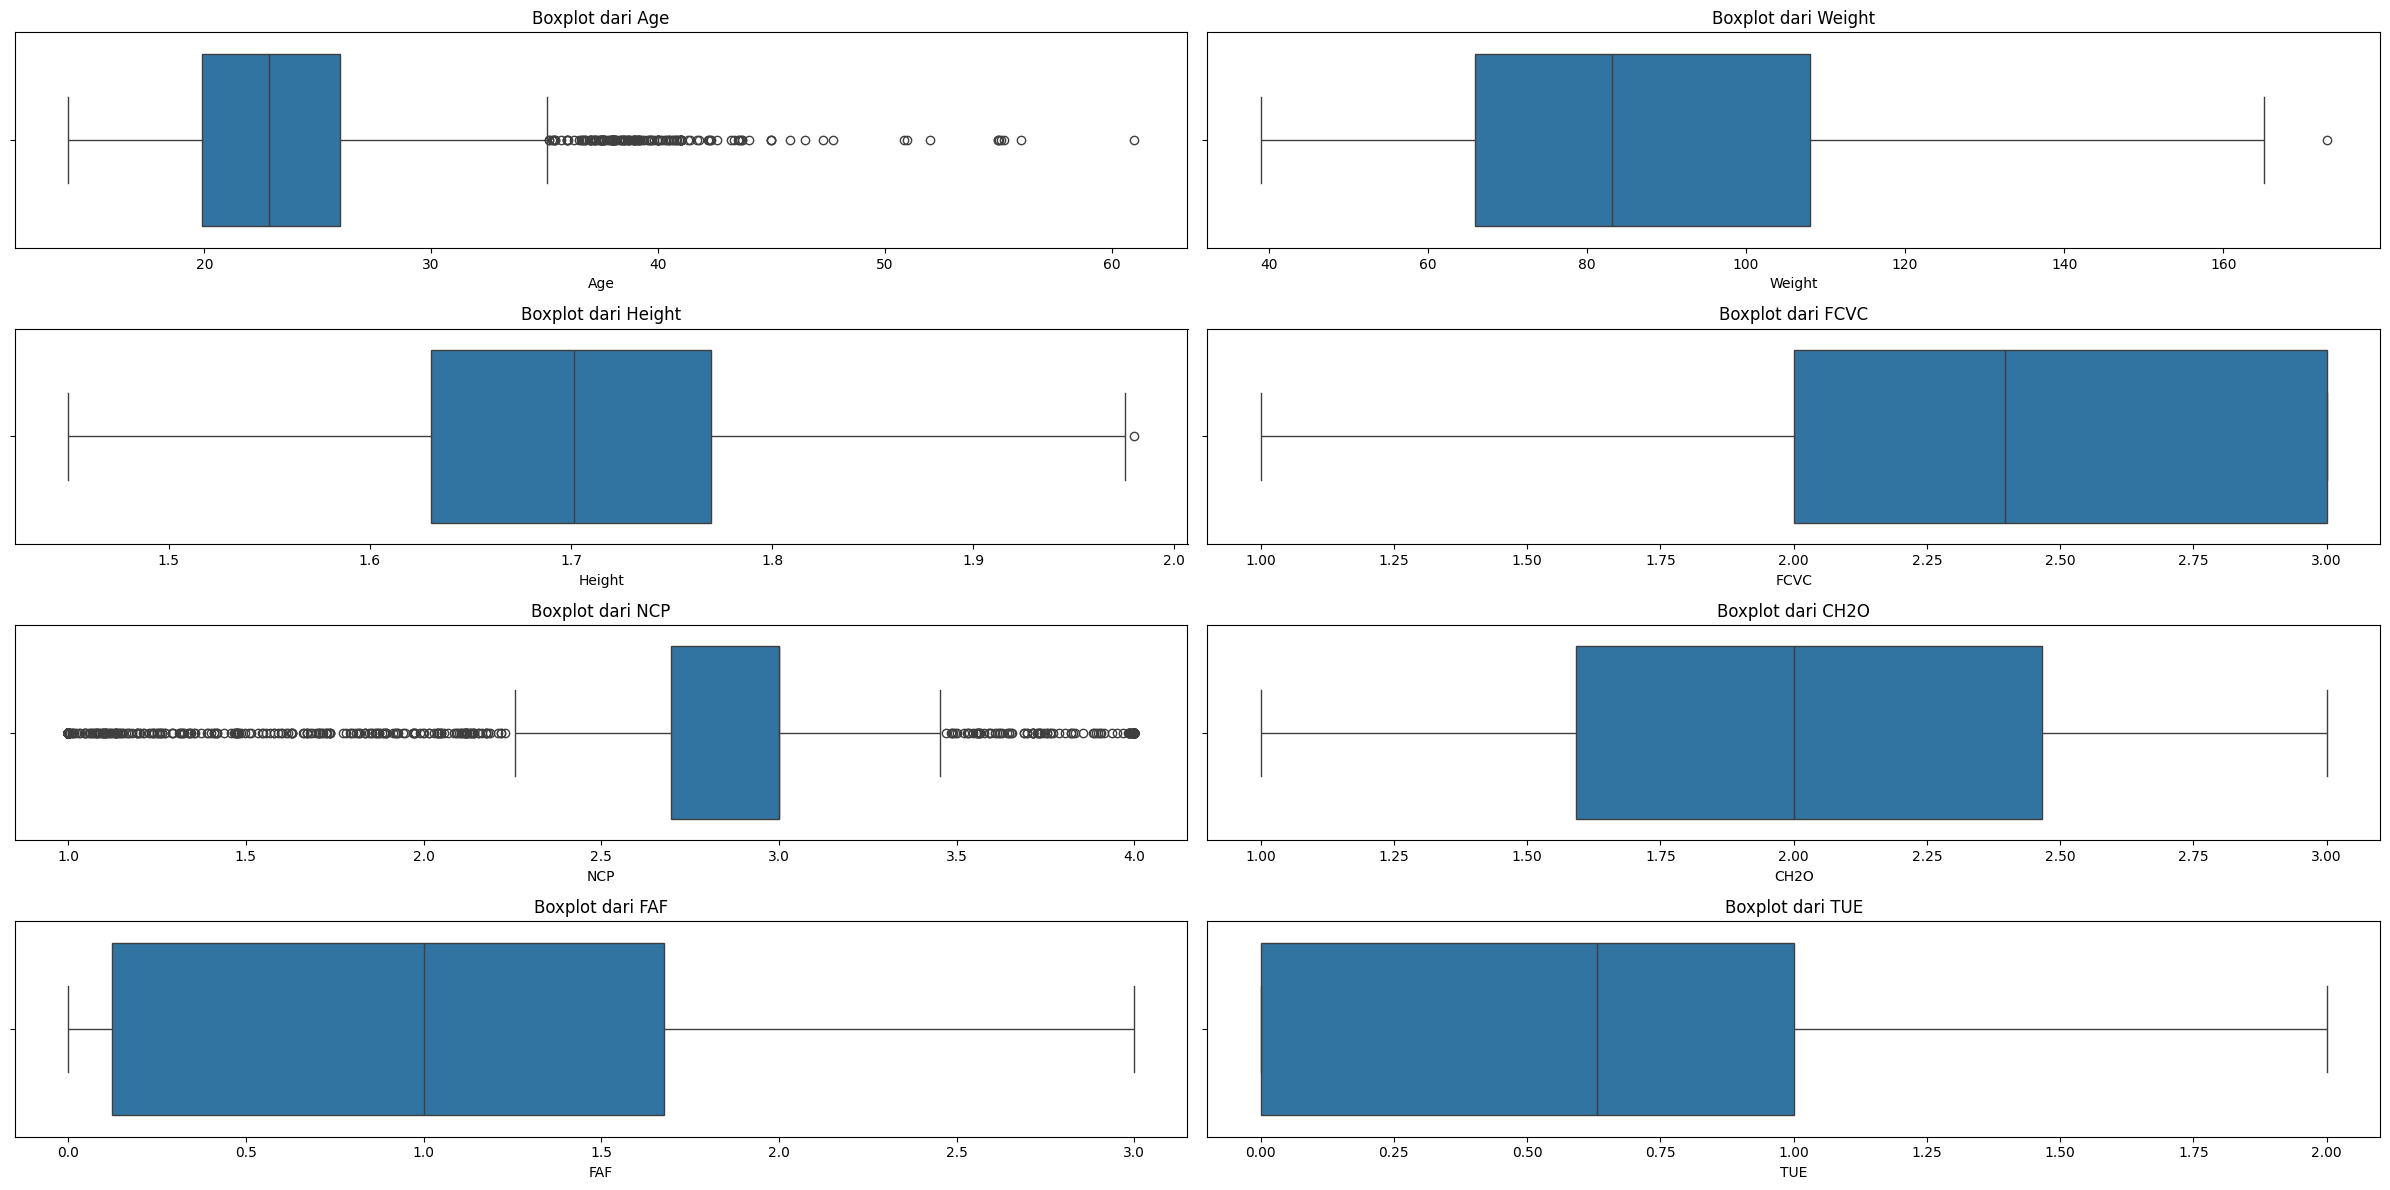 Boxplot dari Age
20 30 40 50 60
Age
Boxplot dari Weight
40 60 80 100 120 140 160
Weight
Boxplot dari Height
1.5 1.6 1.7 1.8 1.9 2.0
Height
Boxplot dari FCVC
1.00 1.25 1.50 1.75 2.00 2.25 2.50 2.75 3.00
FCVC
Boxplot dari NCP
1.0 1.5 2.0 2.5 3.0 3.5 4.0
NCP
Boxplot dari CH2O
1.00 1.25 1.50 1.75 2.00 2.25 2.50 2.75 3.00
CH2O
Boxplot dari FAF
0.0 0.5 1.0 1.5 2.0 2.5 3.0
FAF
Boxplot dari TUE
0.00 0.25 0.50 0.75 1.00 1.25 1.50 1.75 2.00
TUE